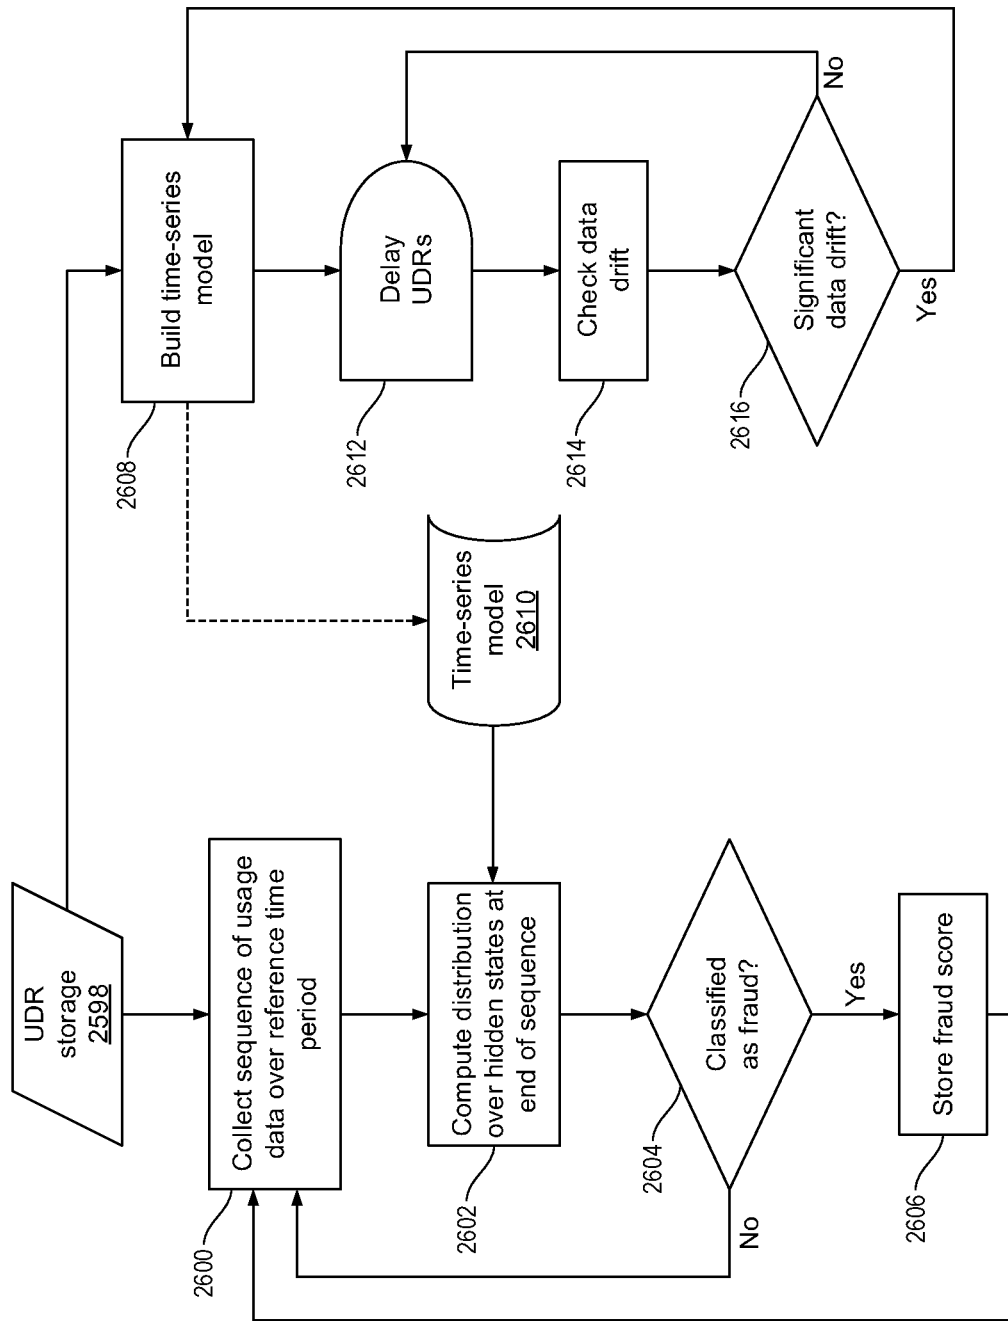 UDR
storage
2598
2600
Collect sequence of usage
data over reference time
period
2602
Compute distribution
over hidden states at
end of sequence
2604
Classified
as fraud?
No
Yes
2606
Store fraud score
Time-series
model
2610
2608
Build time-series
model
2612
Delay
UDRs
2614
Check data
drift
2616
Significant
data drift?
No
Yes